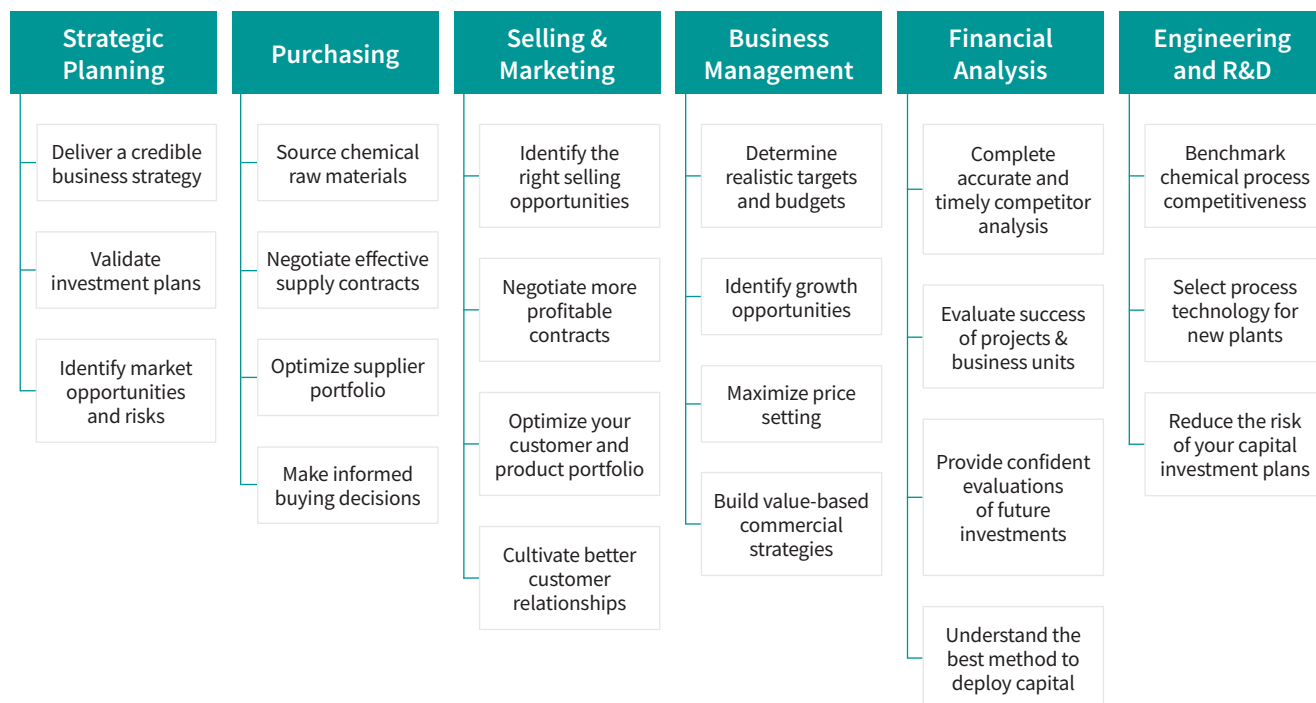 Strategic
Planning
Deliver a credible
business strategy
Validate
investment plans
Identify market
opportunities
and risks
Purchasing
Source chemical
raw materials
Negotiate effective
supply contracts
Optimize supplier
portfolio
Make informed
buying decisions
Selling &
Marketing
Identify the
right selling
opportunities
Negotiate more
profitable
contracts
Optimize your
customer and
product portfolio
Cultivate better
customer
relationships
Business
Management
Determine
realistic targets
and budgets
Identify growth
opportunities
Maximize price
setting
Build value-based
commercial
strategies
Financial
Analysis
Complete
accurate and
timely competitor
analysis
Evaluate success
of projects &
business units
Provide confident
evaluations
of future
investments
Understand the
best method to
deploy capital
Engineering
and R&D
Benchmark
chemical process
competitiveness
Select process
technology for
new plants
Reduce the risk
of your capital
investment plans